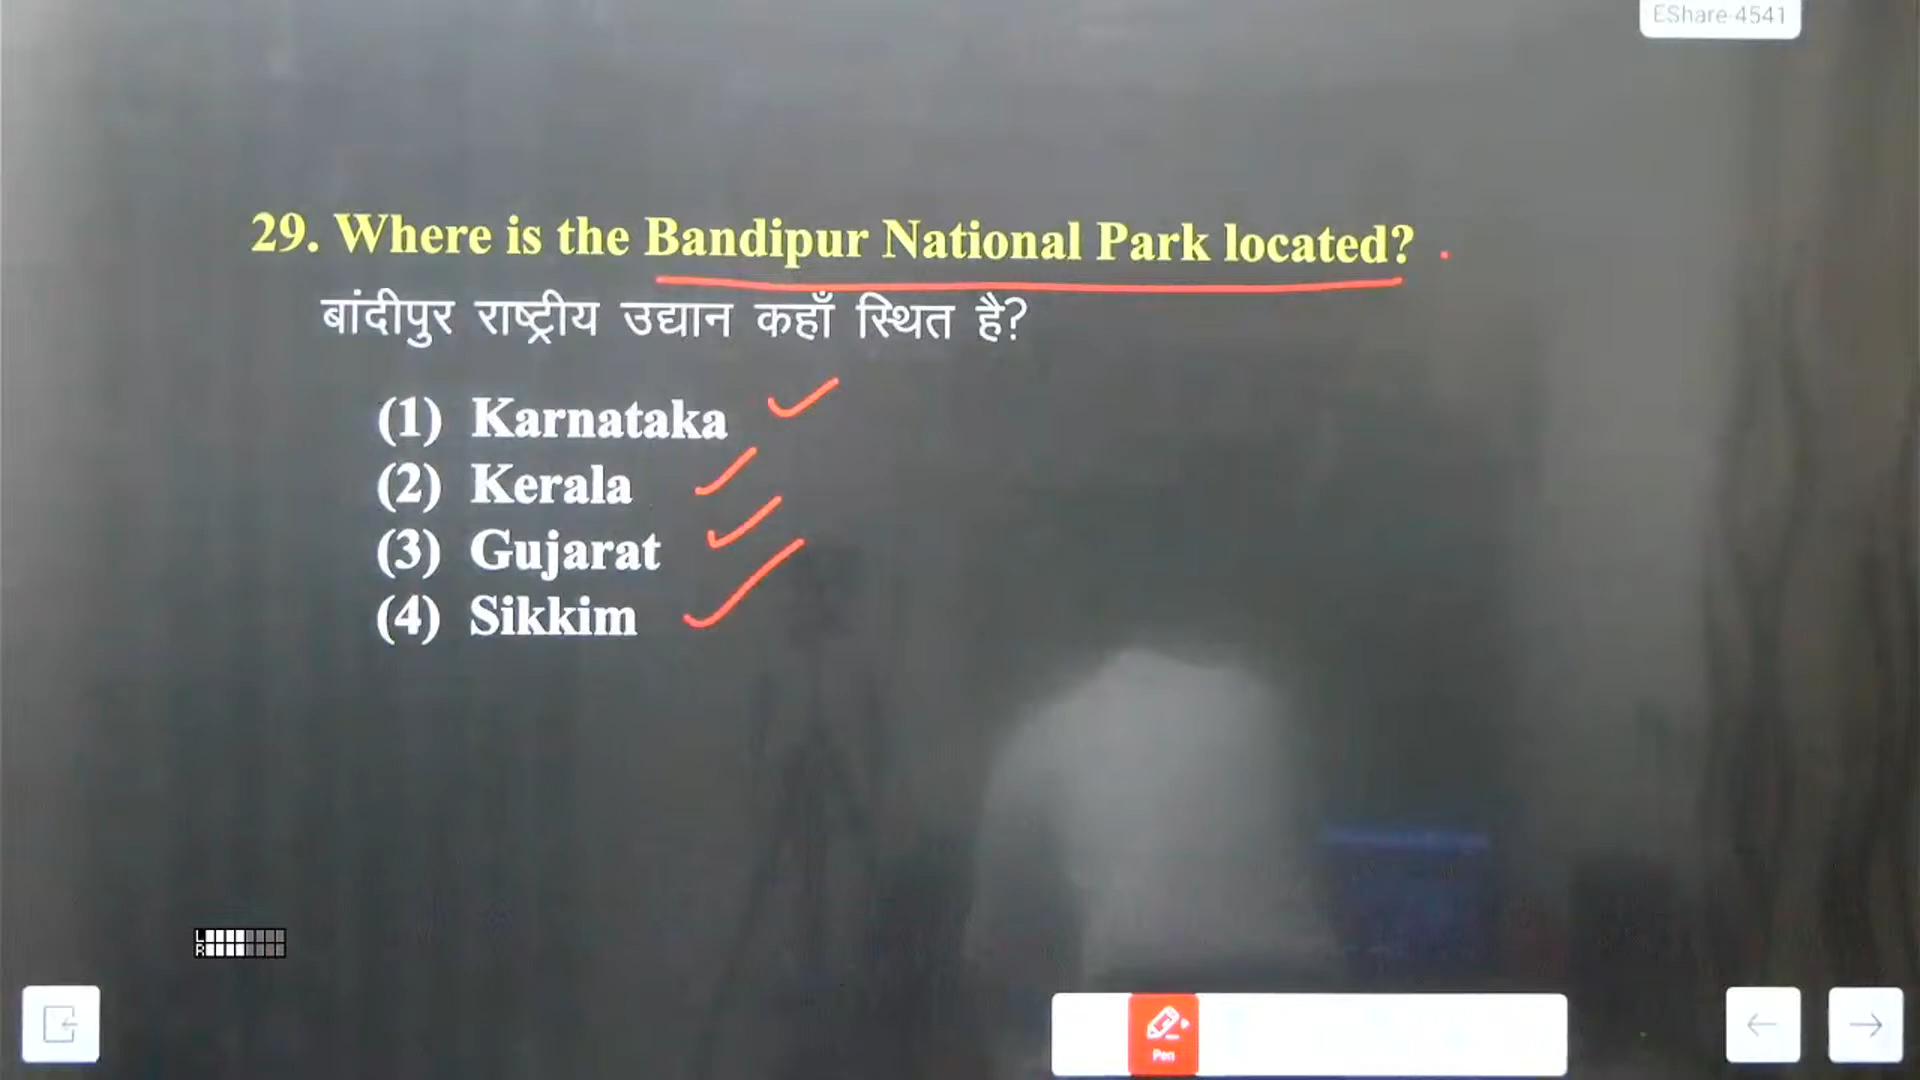 EShare-4541
29. Where is the Bandipur National Park located?
बांदीपुर राष्ट्रीय उद्यान कहाँ स्थित है?
(1) Karnataka
(2) Kerala
(3) Gujarat
(4) Sikkim
L
R
Pen